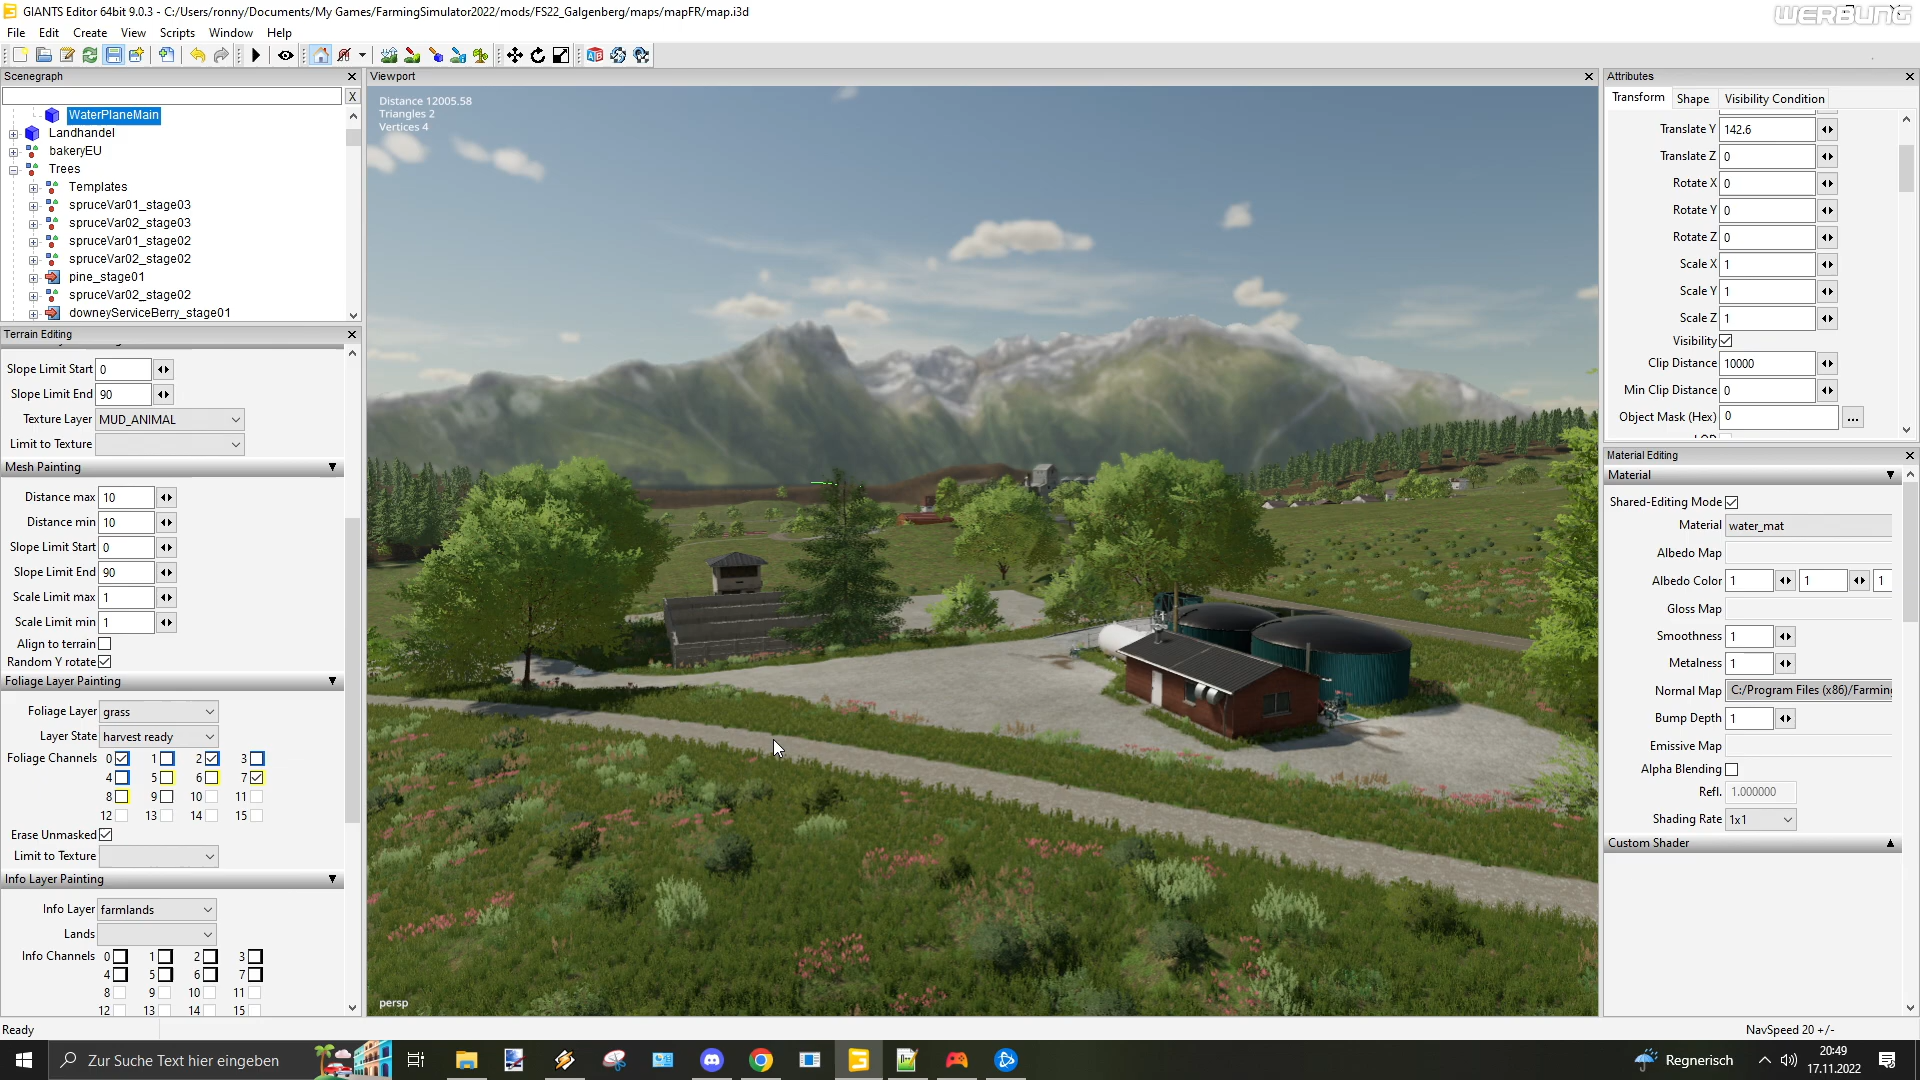 GIANTS Editor 64bit 9.0.3 - C:/Users/ronny/Documents/My Games/FarmingSimulator2022/mods/FS22_Galgenberg/maps/mapFR/map.i3d
WERBUNG
File Edit Create View Scripts Window Help
Scenegraph
X
WaterPlaneMain
Landhandel
bakeryEU
Trees
Templates
spruceVar01_stage03
spruceVar02_stage03
spruceVar01_stage02
spruceVar02_stage02
pine_stage01
spruceVar02_stage02
downeyServiceBerry_stage01
Terrain Editing
Slope Limit Start 0
Slope Limit End 90
Texture Layer MUD_ANIMAL
Limit to Texture
Mesh Painting
Distance max 10
Distance min 10
Slope Limit Start 0
Slope Limit End 90
Scale Limit max 1
Scale Limit min 1
Align to terrain
Random Y rotate
Foliage Layer Painting
Foliage Layer grass
Layer State harvest ready
Foliage Channels 0 1 2 3
4 5 6 7
8 9 10 11
12 13 14 15
Erase Unmasked
Limit to Texture
Info Layer Painting
Info Layer farmlands
Lands
Info Channels 0 1 2 3
4 5 6 7
8 9 10 11
12 13 14 15
Viewport
Distance 12005.58
Triangles 2
Vertices 4
persp
Attributes
Transform Shape Visibility Condition
Translate Y 142.6
Translate Z 0
Rotate X 0
Rotate Y 0
Rotate Z 0
Scale X 1
Scale Y 1
Scale Z 1
Visibility
Clip Distance 10000
Min Clip Distance 0
Object Mask (Hex) 0 ...
Material Editing
Material
Shared-Editing Mode
Material water_mat
Albedo Map
Albedo Color 1 1 1
Gloss Map
Smoothness 1
Metalness 1
Normal Map C:/Program Files (x86)/Farmin
Bump Depth 1
Emissive Map
Alpha Blending
Refl. 1.000000
Shading Rate 1x1
Custom Shader
Ready
NavSpeed 20 +/-
Zur Suche Text hier eingeben
Regnerisch
20:49
17.11.2022